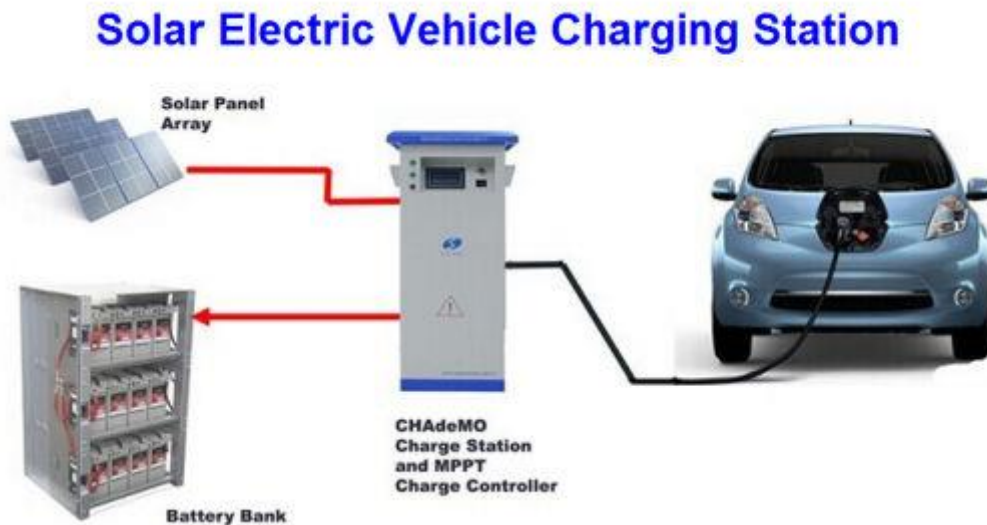 Solar Electric Vehicle Charging Station
Solar Panel
Array
CHAdeMO
Charge Station
and MPPT
Charge Controller
Battery Bank